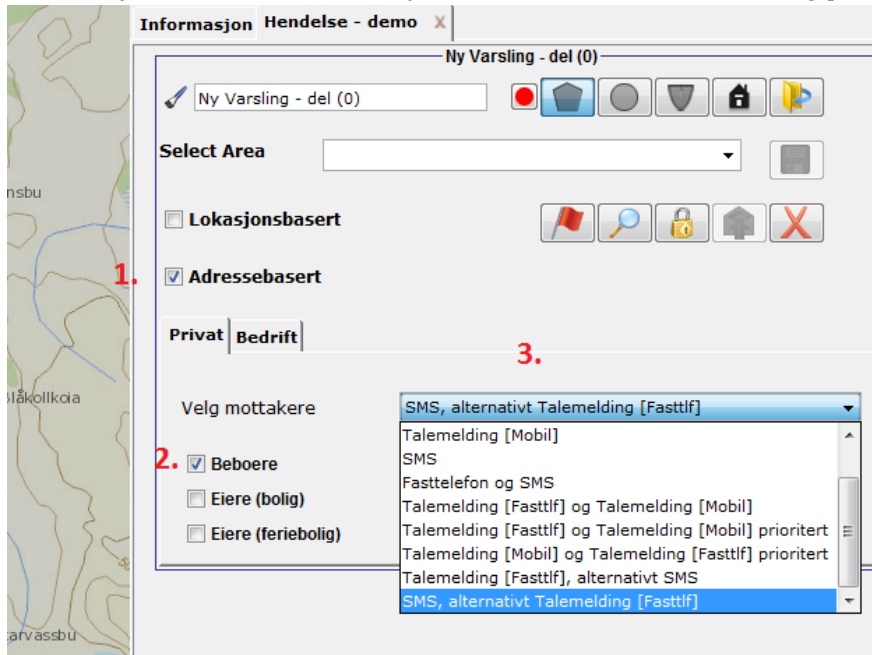 Informasjon Hendelse - demo X
Ny Varsling - del (0)
Ny Varsling - del (0)
Select Area
nsbu
Lokasjonsbasert
1. Adressebasert
Privat Bedrift
3.
Blåkollkoia
Velg mottakere SMS, alternativt Talemelding [Fasttlf]
Talemelding [Mobil]
2. Beboere
SMS
Fasttelefon og SMS
Eiere (bolig)
Talemelding [Fasttlf] og Talemelding [Mobil]
Talemelding [Fasttlf] og Talemelding [Mobil] prioritert
Eiere (feriebolig)
Talemelding [Mobil] og Talemelding [Fasttlf] prioritert
Talemelding [Fasttlf], alternativt SMS
SMS, alternativt Talemelding [Fasttlf]
arvassbu